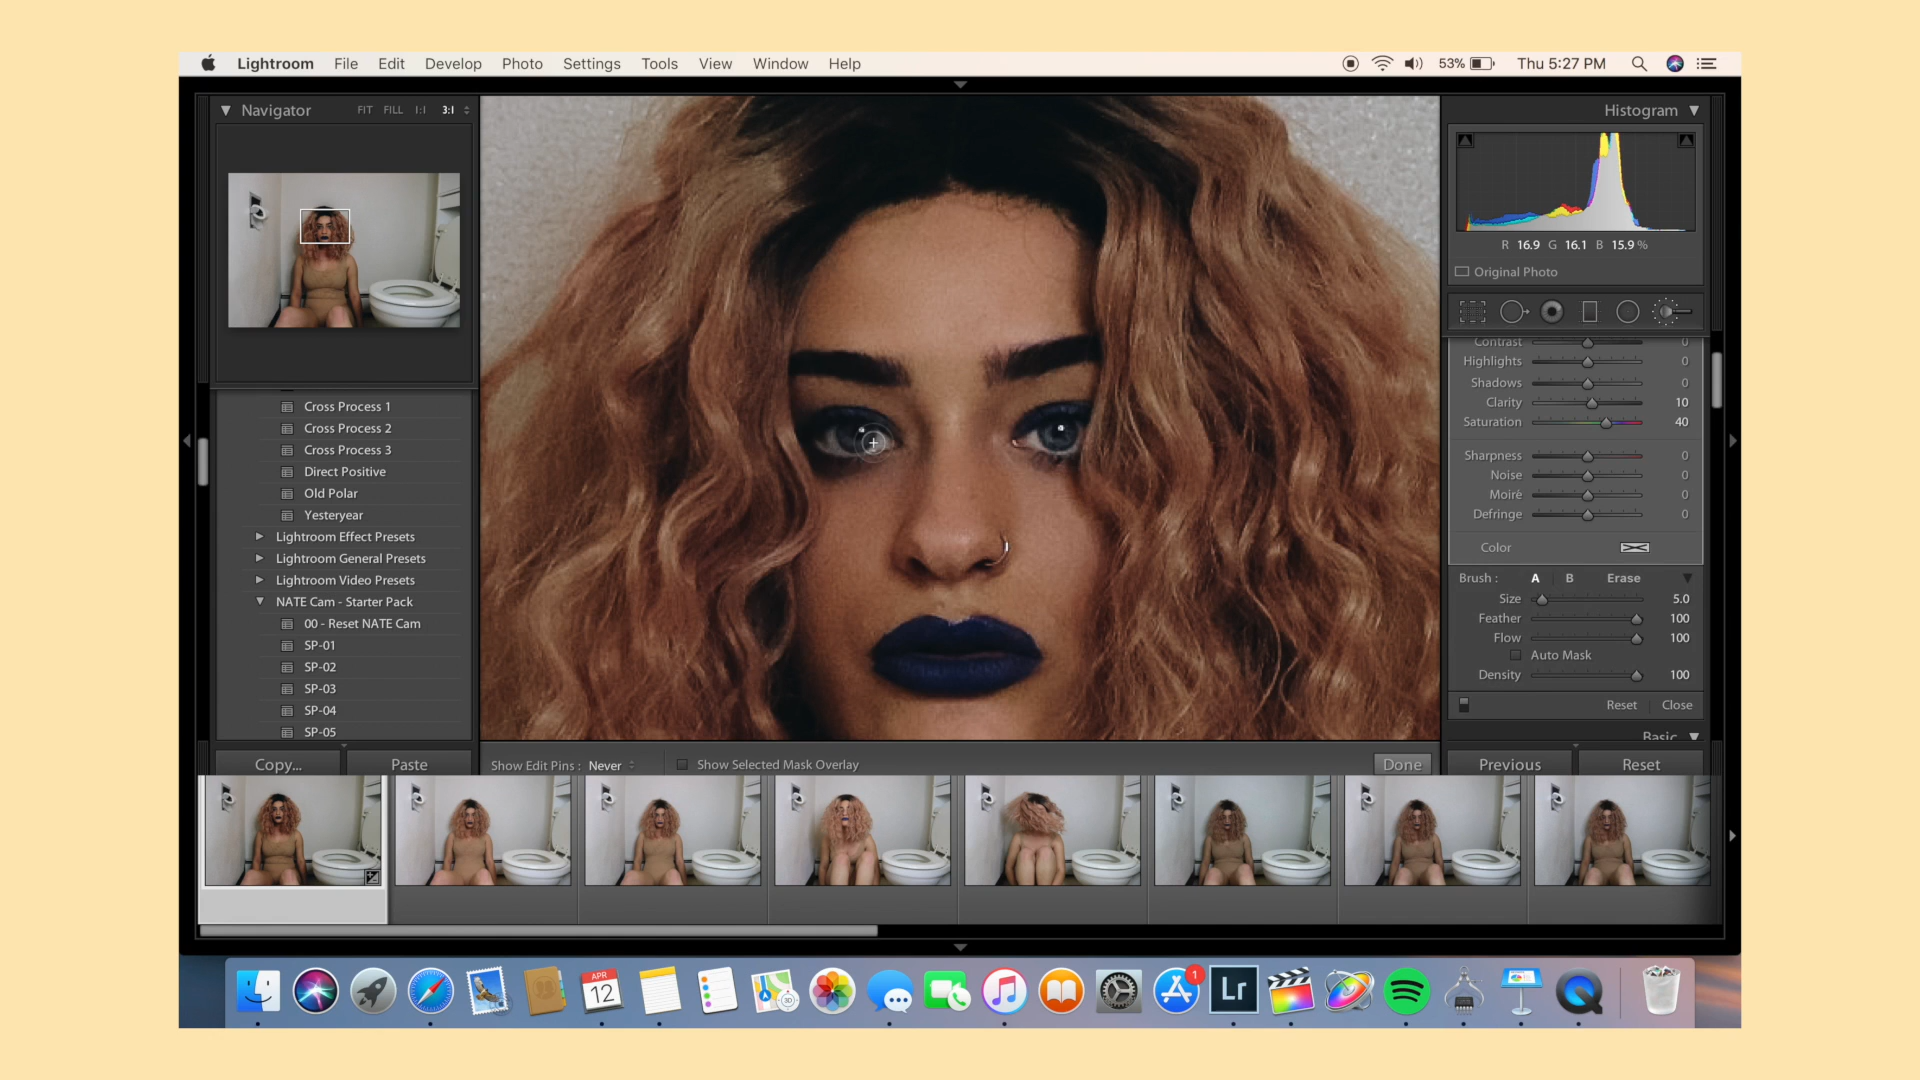 Lightroom File Edit Develop Photo Settings Tools View Window Help 53% Thu 5:27 PM
Navigator FIT FILL 1:1 3:1
Histogram
R 16.9 G 16.1 B 15.9 %
Original Photo
Contrast 0
Highlights 0
Shadows 0
Clarity 10
Saturation 40
Sharpness 0
Noise 0
Moiré 0
Defringe 0
Color
Brush : A B Erase
Size 5.0
Feather 100
Flow 100
Auto Mask
Density 100
Reset Close
Basic
Cross Process 1
Cross Process 2
Cross Process 3
Direct Positive
Old Polar
Yesteryear
Lightroom Effect Presets
Lightroom General Presets
Lightroom Video Presets
NATE Cam - Starter Pack
00 - Reset NATE Cam
SP-01
SP-02
SP-03
SP-04
SP-05
Copy... Paste
Show Edit Pins : Never Show Selected Mask Overlay Done
Previous Reset
APR
12
3D
1
Lr